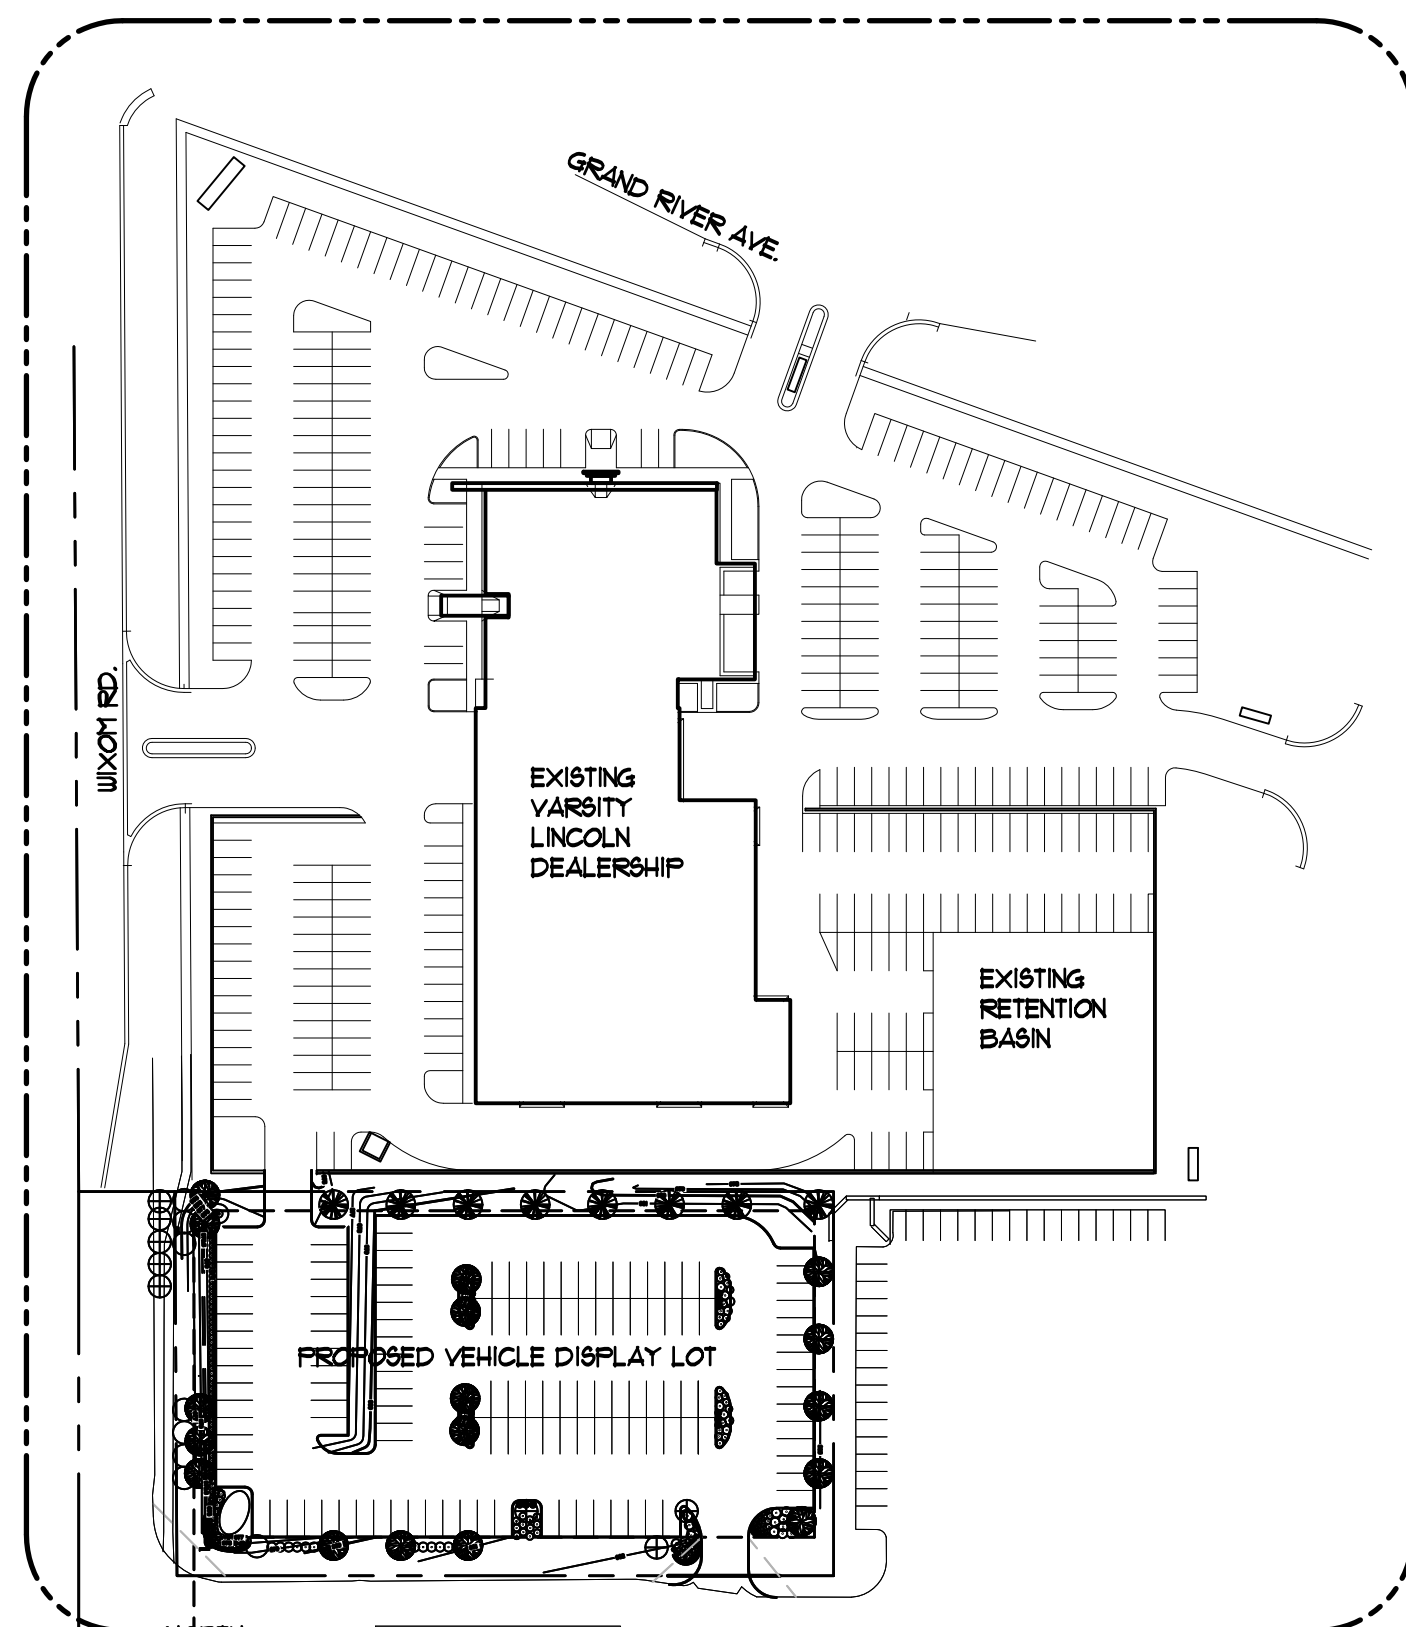 GRAND RIVER AVE.
WIXOM RD.
EXISTING
VARSITY
LINCOLN
DEALERSHIP
EXISTING
RETENTION
BASIN
PROPOSED VEHICLE DISPLAY LOT